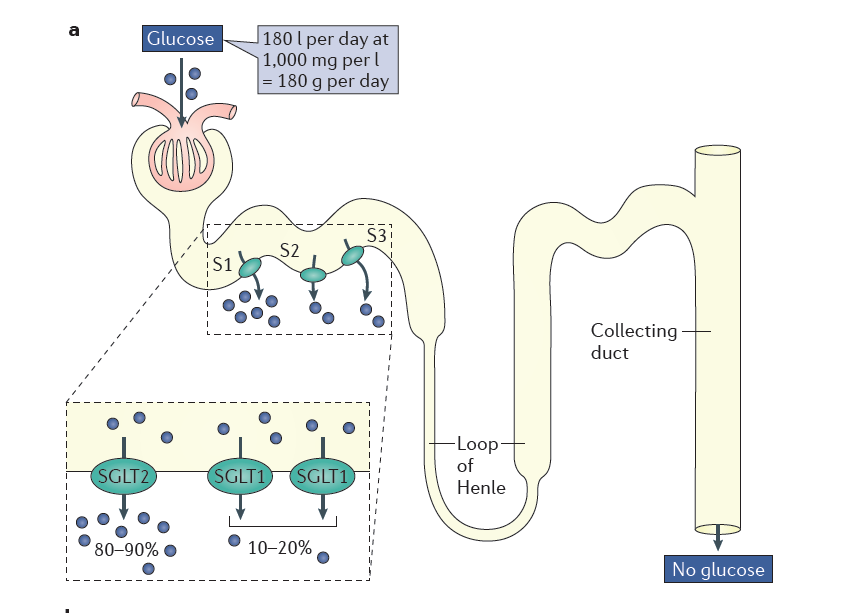 a
Glucose
180 l per day at
1,000 mg per l
= 180 g per day
S1
S2
S3
Collecting
duct
Loop
of
Henle
SGLT2
SGLT1
SGLT1
80–90%
10–20%
No glucose